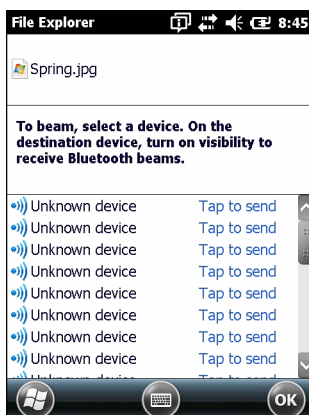 File Explorer 8:45
Spring.jpg
To beam, select a device. On the
destination device, turn on visibility to
receive Bluetooth beams.
Unknown device Tap to send
Unknown device Tap to send
Unknown device Tap to send
Unknown device Tap to send
Unknown device Tap to send
Unknown device Tap to send
Unknown device Tap to send
Unknown device Tap to send
OK